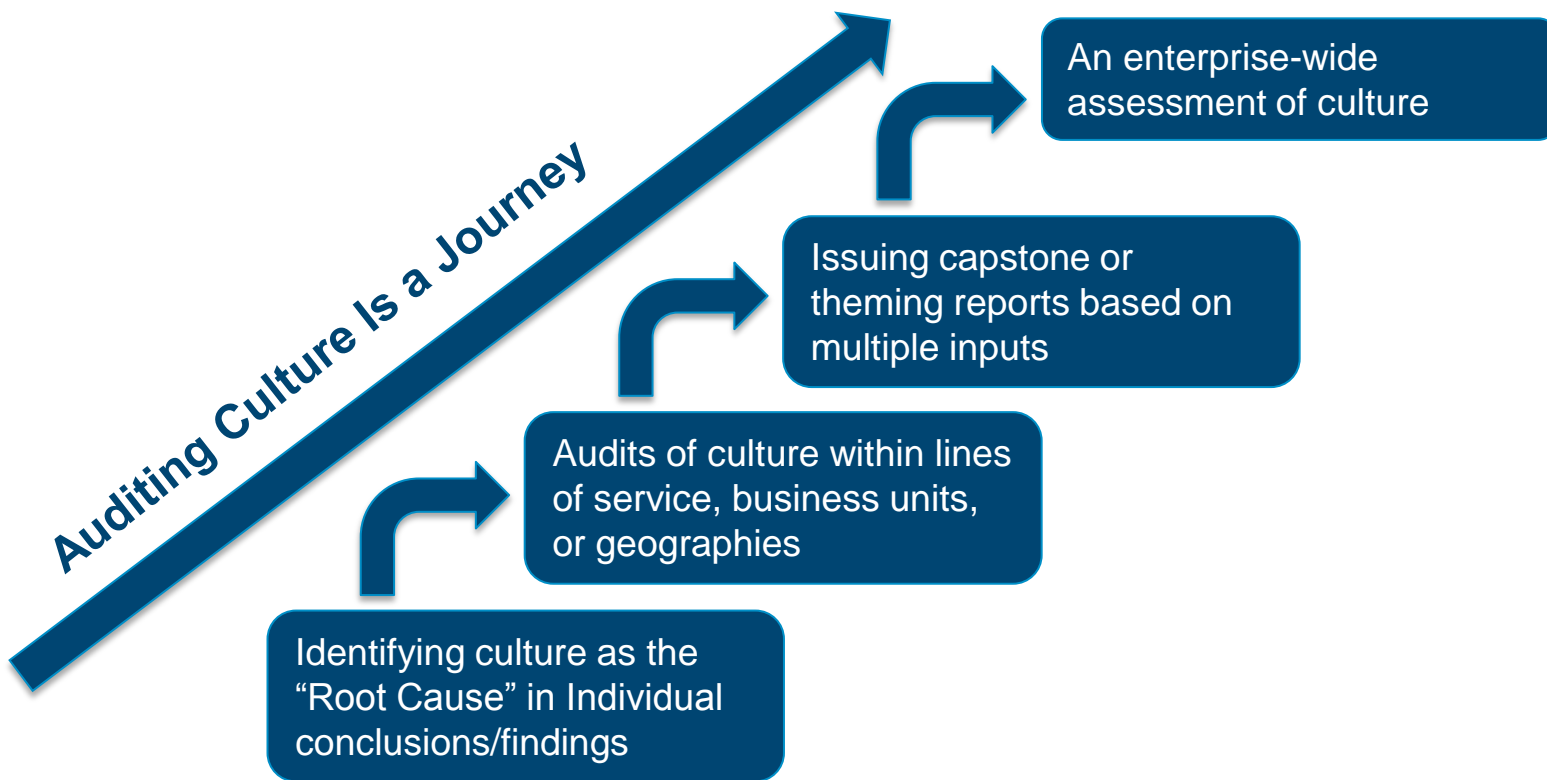 Auditing Culture Is a Journey
An enterprise-wide
assessment of culture
Issuing capstone or
theming reports based on
multiple inputs
Audits of culture within lines
of service, business units,
or geographies
Identifying culture as the
“Root Cause” in Individual
conclusions/findings